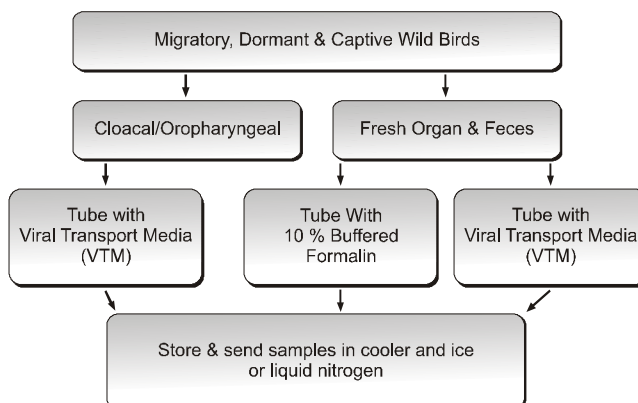 Migratory, Dormant & Captive Wild Birds
Cloacal/Oropharyngeal
Fresh Organ & Feces
Tube with
Viral Transport Media
(VTM)
Tube With
10 % Buffered
Formalin
Tube with
Viral Transport Media
(VTM)
Store & send samples in cooler and ice
or liquid nitrogen